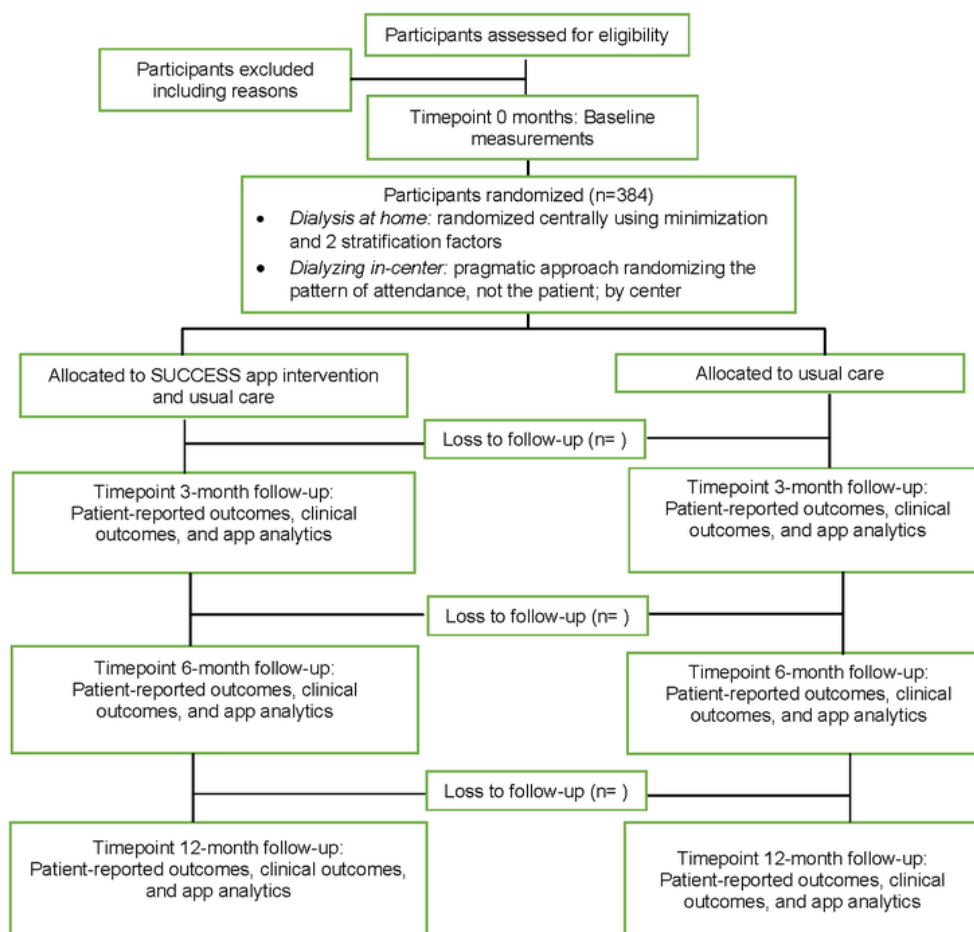 Participants assessed for eligibility
Participants excluded
including reasons
Timepoint 0 months: Baseline
measurements
Participants randomized (n=384)
• Dialysis at home: randomized centrally using minimization
and 2 stratification factors
• Dialyzing in-center: pragmatic approach randomizing the
pattern of attendance, not the patient; by center
Allocated to SUCCESS app intervention
and usual care
Allocated to usual care
Loss to follow-up (n= )
Timepoint 3-month follow-up:
Patient-reported outcomes, clinical
outcomes, and app analytics
Timepoint 3-month follow-up:
Patient-reported outcomes, clinical
outcomes, and app analytics
Loss to follow-up (n= )
Timepoint 6-month follow-up:
Patient-reported outcomes, clinical
outcomes, and app analytics
Timepoint 6-month follow-up:
Patient-reported outcomes, clinical
outcomes, and app analytics
Loss to follow-up (n= )
Timepoint 12-month follow-up:
Patient-reported outcomes, clinical outcomes,
and app analytics
Timepoint 12-month follow-up:
Patient-reported outcomes, clinical
outcomes, and app analytics